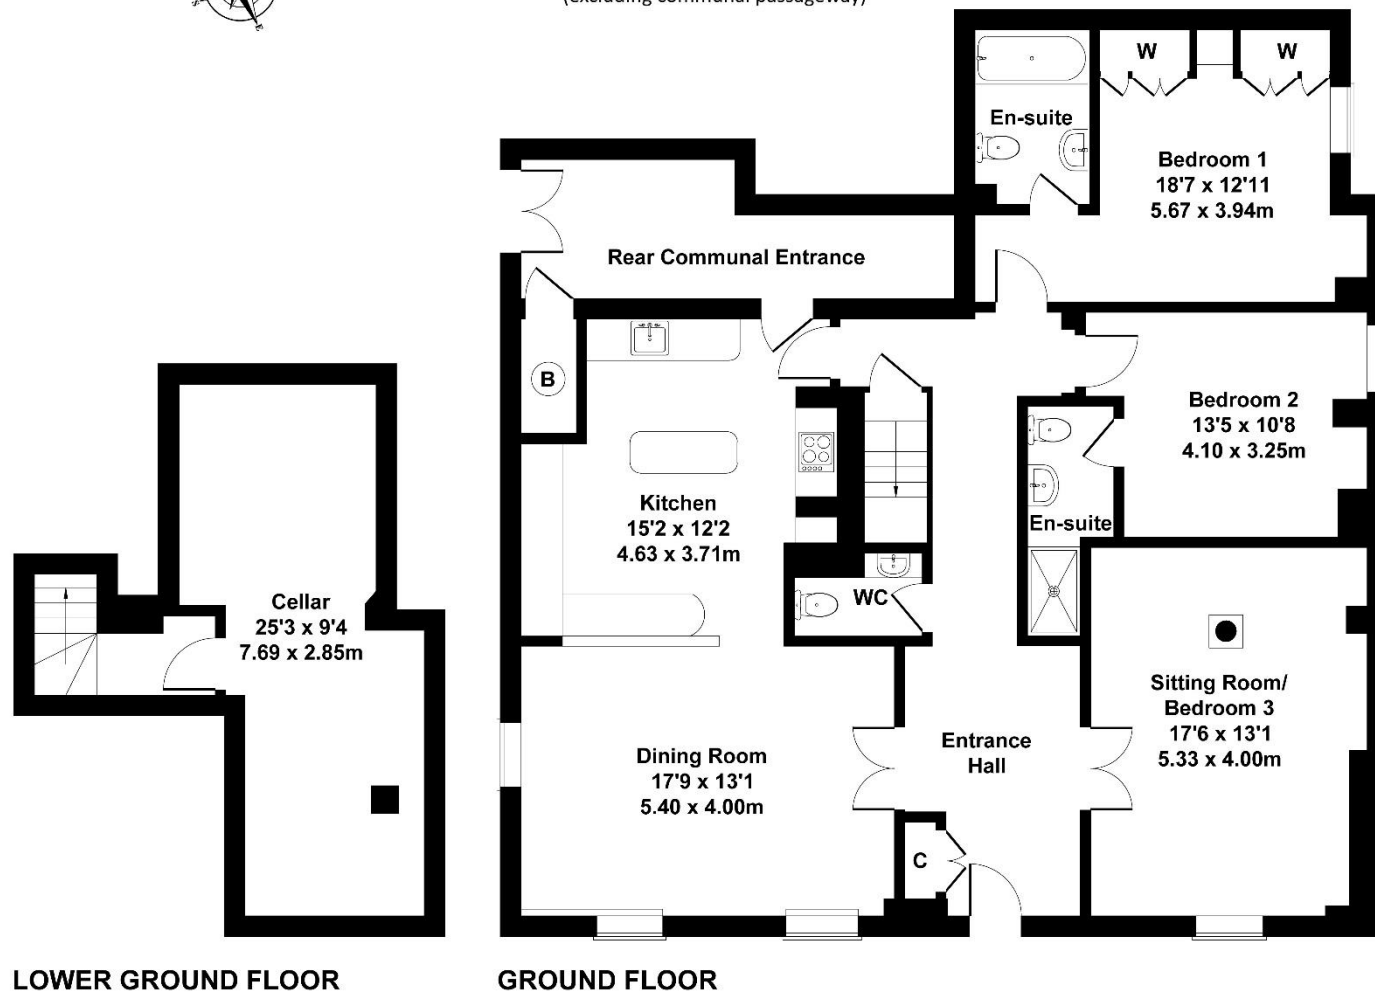 S
E
(excluding communal passageway)
W
W
En-suite
Bedroom 1
18'7 x 12'11
5.67 x 3.94m
Rear Communal Entrance
B
Bedroom 2
13'5 x 10'8
4.10 x 3.25m
Kitchen
15'2 x 12'2
4.63 x 3.71m
En-suite
WC
Cellar
25'3 x 9'4
7.69 x 2.85m
Sitting Room/
Bedroom 3
17'6 x 13'1
5.33 x 4.00m
Dining Room
17'9 x 13'1
5.40 x 4.00m
Entrance
Hall
C
LOWER GROUND FLOOR
GROUND FLOOR